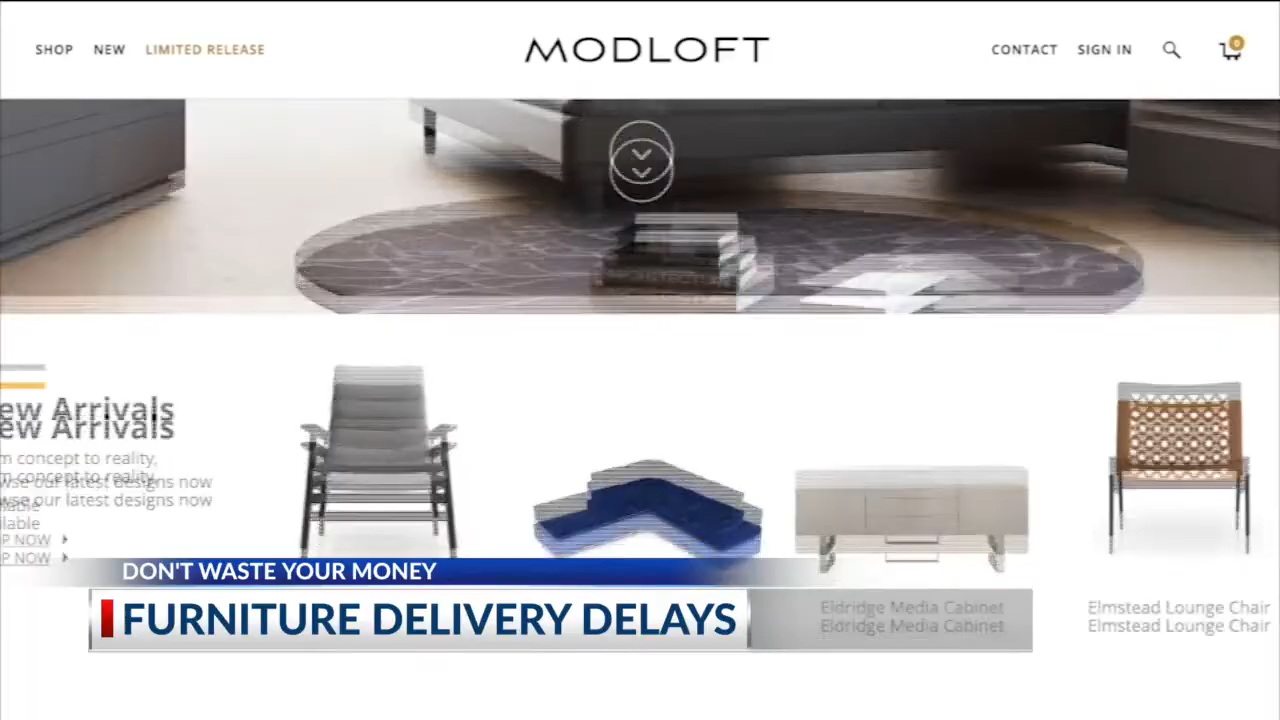 SHOP NEW LIMITED RELEASE MODLOFT CONTACT SIGN IN 0
ew Arrivals
ew Arrivals
m concept to reality,
m concept to reality,
wse our latest designs now
wse our latest designs now
ilable
P NOW
P NOW
DON'T WASTE YOUR MONEY
FURNITURE DELIVERY DELAYS
Eldridge Media Cabinet
Eldridge Media Cabinet
Elmstead Lounge Chair
Elmstead Lounge Chair